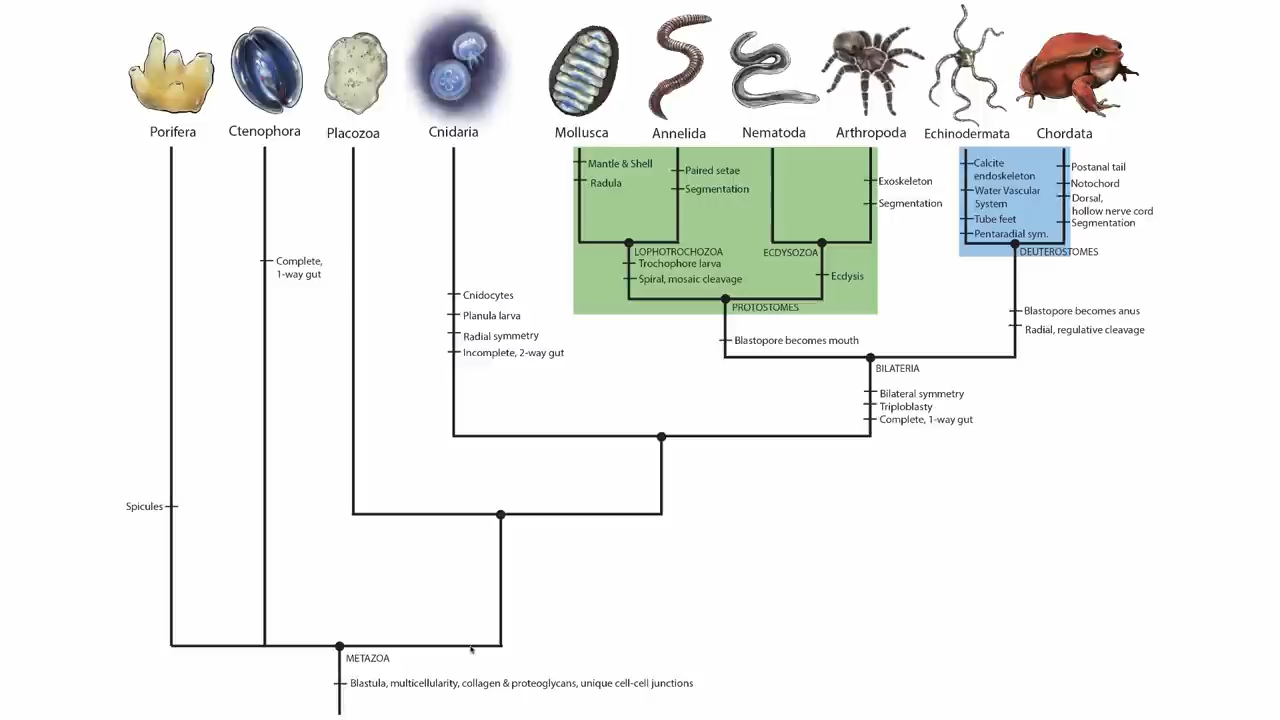 Porifera
Ctenophora
Placozoa
Cnidaria
Mollusca
Annelida
Nematoda
Arthropoda
Echinodermata
Chordata
Mantle & Shell
Radula
Paired setae
Segmentation
Exoskeleton
Segmentation
Calcite
endoskeleton
Water Vascular
System
Tube feet
Pentaradial sym.
Postanal tail
Notochord
Dorsal,
hollow nerve cord
Segmentation
LOPHOTROCHOZOA
Trochophore larva
Spiral, mosaic cleavage
ECDYSOZOA
Ecdysis
DEUTEROSTOMES
Complete,
1-way gut
Cnidocytes
Planula larva
Radial symmetry
Incomplete, 2-way gut
PROTOSTOMES
Blastopore becomes mouth
Blastopore becomes anus
Radial, regulative cleavage
BILATERIA
Bilateral symmetry
Triploblasty
Complete, 1-way gut
Spicules
METAZOA
Blastula, multicellularity, collagen & proteoglycans, unique cell-cell junctions